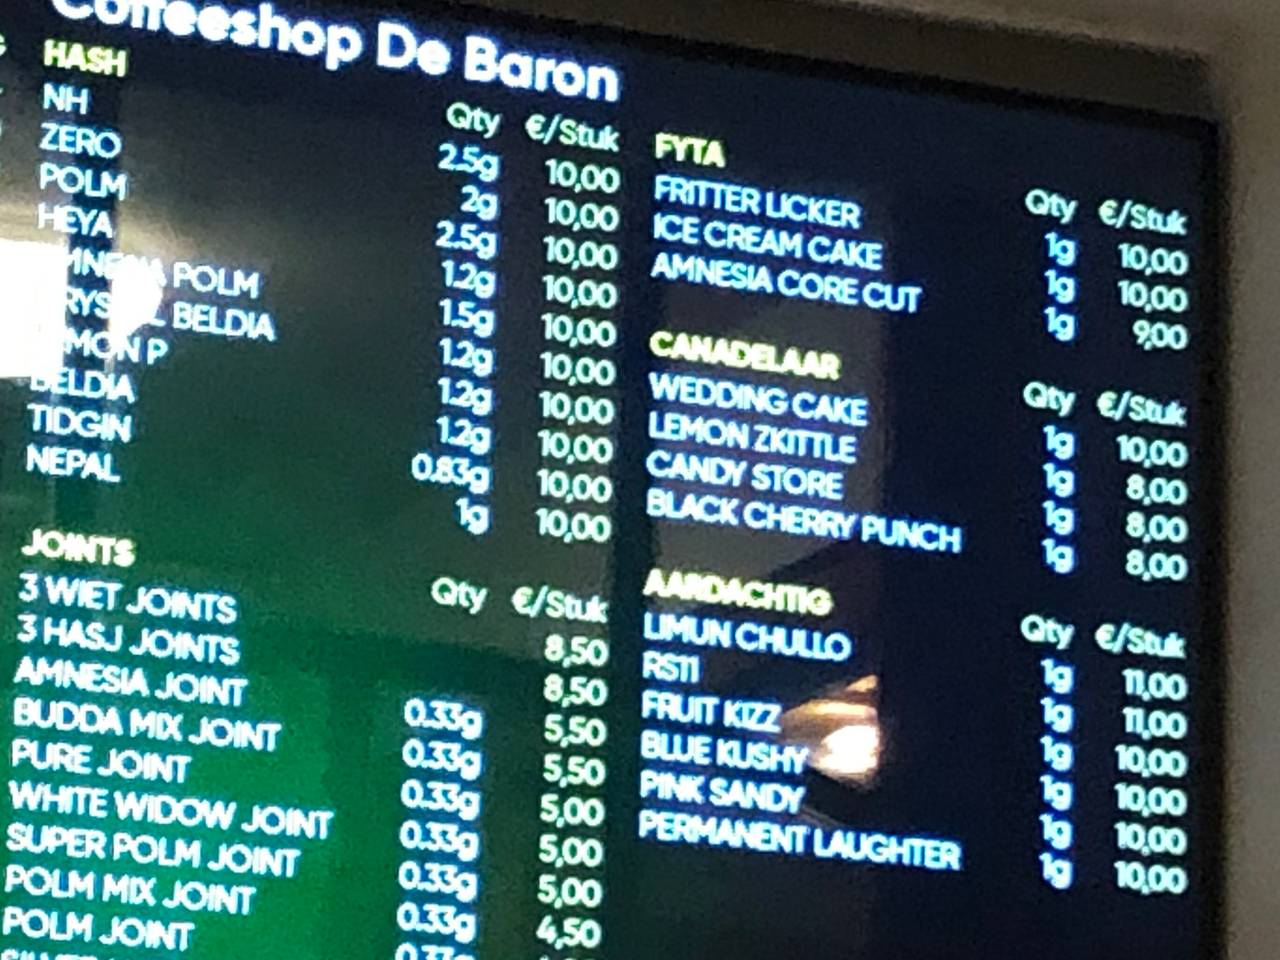 Coffeeshop De Baron
HASH Qty €/Stuk
NH 2.5g 10,00
ZERO 2g 10,00
POLM 2.5g 10,00
HEYA 1.2g 10,00
POLM 1.5g 10,00
BELDIA 1.2g 10,00
P 1.2g 10,00
BELDIA 1.2g 10,00
TIDGIN 0.83g 10,00
NEPAL 1g 10,00
JOINTS Qty €/Stuk
3 WIET JOINTS 8,50
3 HASJ JOINTS 8,50
AMNESIA JOINT 0.33g 5,50
BUDDA MIX JOINT 0.33g 5,50
PURE JOINT 0.33g 5,00
WHITE WIDOW JOINT 0.33g 5,00
SUPER POLM JOINT 0.33g 5,00
POLM MIX JOINT 0.33g 4,50
POLM JOINT
FYTA Qty €/Stuk
FRITTER LICKER 1g 10,00
ICE CREAM CAKE 1g 10,00
AMNESIA CORE CUT 1g 9,00
CANADELAAR Qty €/Stuk
WEDDING CAKE 1g 10,00
LEMON ZKITTLE 1g 8,00
CANDY STORE 1g 8,00
BLACK CHERRY PUNCH 1g 8,00
AARDACHTIG Qty €/Stuk
LIMUN CHULLO 1g 11,00
RS11 1g 11,00
FRUIT KIZZ 1g 10,00
BLUE KUSHY 1g 10,00
PINK SANDY 1g 10,00
PERMANENT LAUGHTER 1g 10,00